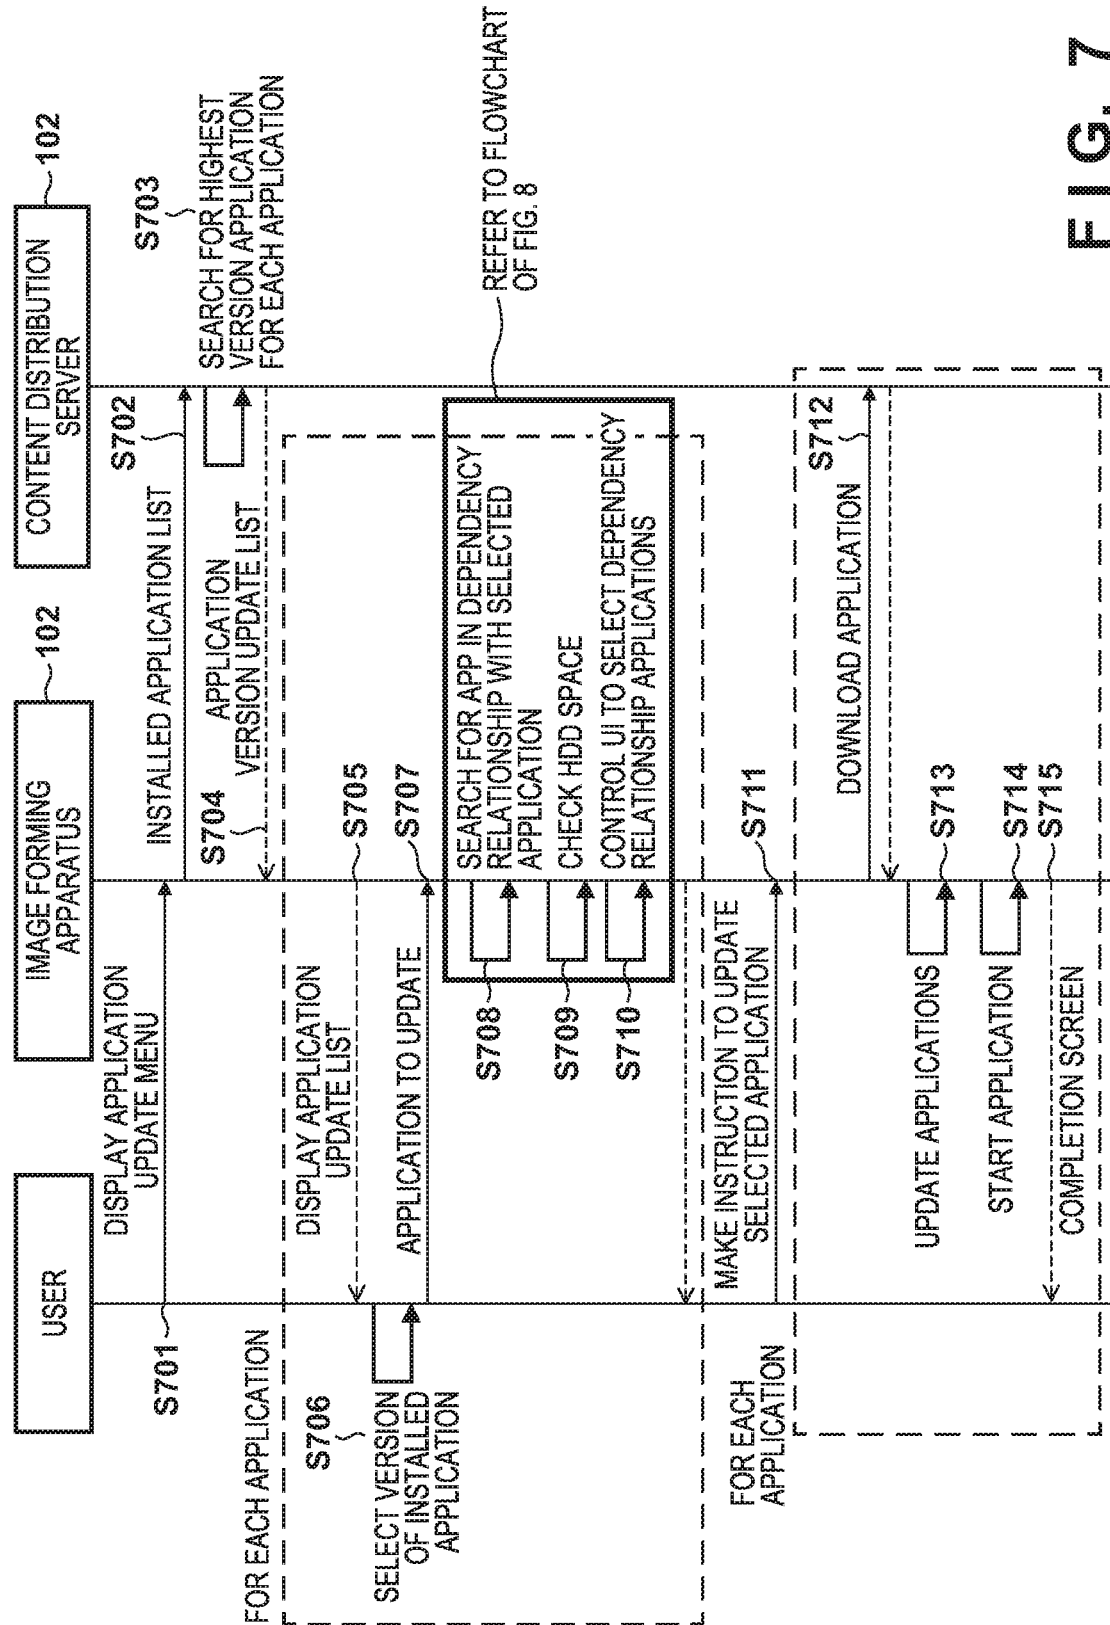 USER
IMAGE FORMING
APPARATUS
102
CONTENT DISTRIBUTION
SERVER
102
DISPLAY APPLICATION
UPDATE MENU
S701
INSTALLED APPLICATION LIST
S702
S703
SEARCH FOR HIGHEST
VERSION APPLICATION
FOR EACH APPLICATION
S704
APPLICATION
VERSION UPDATE LIST
FOR EACH APPLICATION
DISPLAY APPLICATION
UPDATE LIST
S705
S706
SELECT VERSION
OF INSTALLED
APPLICATION
APPLICATION TO UPDATE
S707
S708
SEARCH FOR APP IN DEPENDENCY
RELATIONSHIP WITH SELECTED
APPLICATION
REFER TO FLOWCHART
OF FIG. 8
S709
CHECK HDD SPACE
S710
CONTROL UI TO SELECT DEPENDENCY
RELATIONSHIP APPLICATIONS
MAKE INSTRUCTION TO UPDATE
SELECTED APPLICATION
S711
FOR EACH
APPLICATION
DOWNLOAD APPLICATION
S712
UPDATE APPLICATIONS
S713
START APPLICATION
S714
S715
COMPLETION SCREEN
FIG. 7